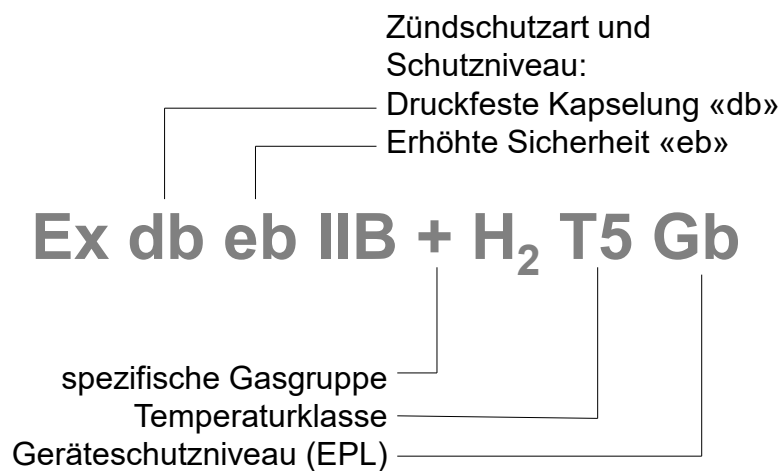 Zündschutzart und
Schutzniveau:
Druckfeste Kapselung «db»
Erhöhte Sicherheit «eb»
Ex db eb IIB + H₂ T5 Gb
spezifische Gasgruppe
Temperaturklasse
Geräteschutzniveau (EPL)